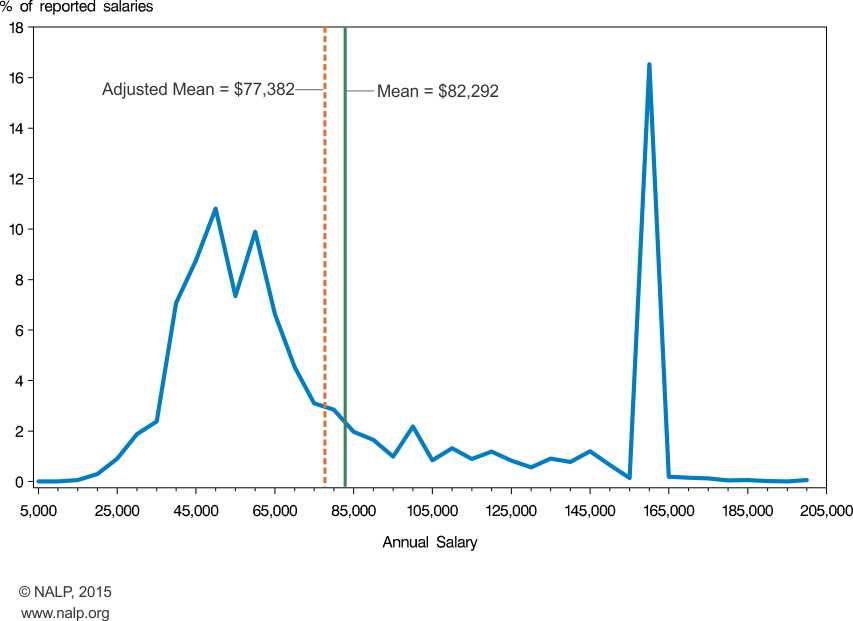 % of reported salaries
18
16
14
12
10
8
6
4
2
0
Adjusted Mean = $77,382
Mean = $82,292
5,000 25,000 45,000 65,000 85,000 105,000 125,000 145,000 165,000 185,000 205,000
Annual Salary
© NALP, 2015
www.nalp.org